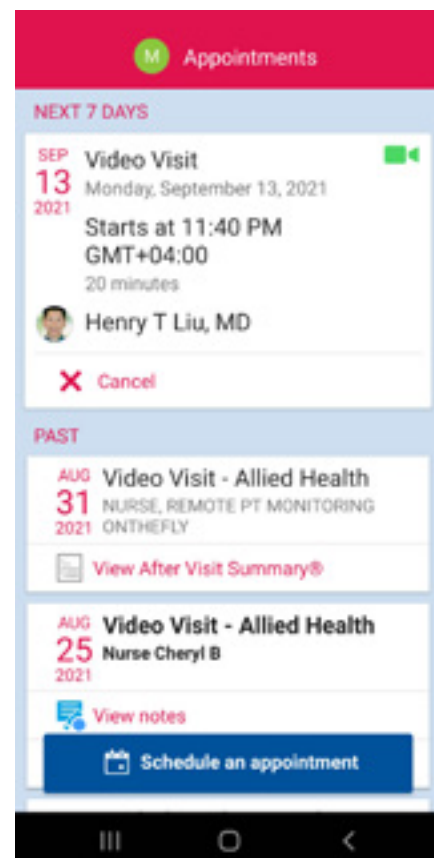 M Appointments
NEXT 7 DAYS
SEP
13
2021
Video Visit
Monday, September 13, 2021
Starts at 11:40 PM
GMT+04:00
20 minutes
Henry T Liu, MD
Cancel
PAST
AUG
31
2021
Video Visit - Allied Health
NURSE, REMOTE PT MONITORING
ONTHEFLY
View After Visit Summary®
AUG
25
2021
Video Visit - Allied Health
Nurse Cheryl B
View notes
Schedule an appointment